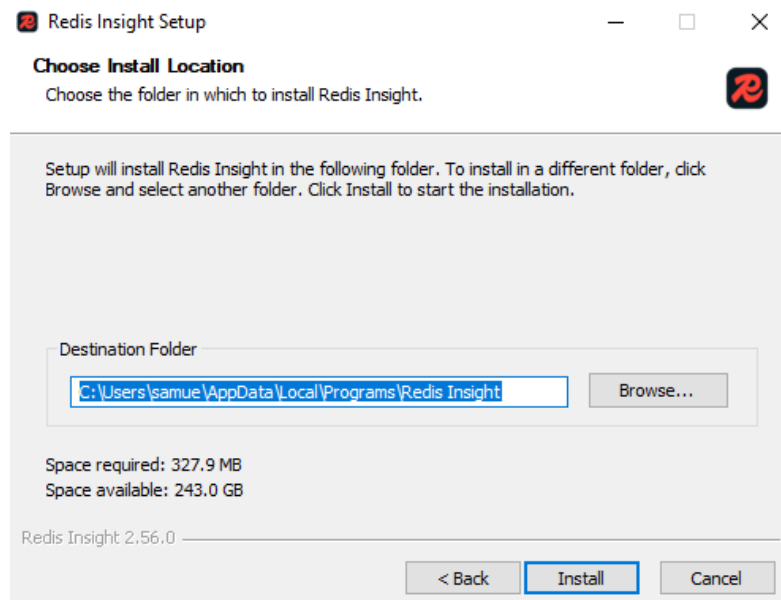 Redis Insight Setup
Choose Install Location
Choose the folder in which to install Redis Insight.
Setup will install Redis Insight in the following folder. To install in a different folder, click
Browse and select another folder. Click Install to start the installation.
Destination Folder
C:\Users\samue\AppData\Local\Programs\Redis Insight
Browse...
Space required: 327.9 MB
Space available: 243.0 GB
Redis Insight 2.56.0
< Back Install Cancel